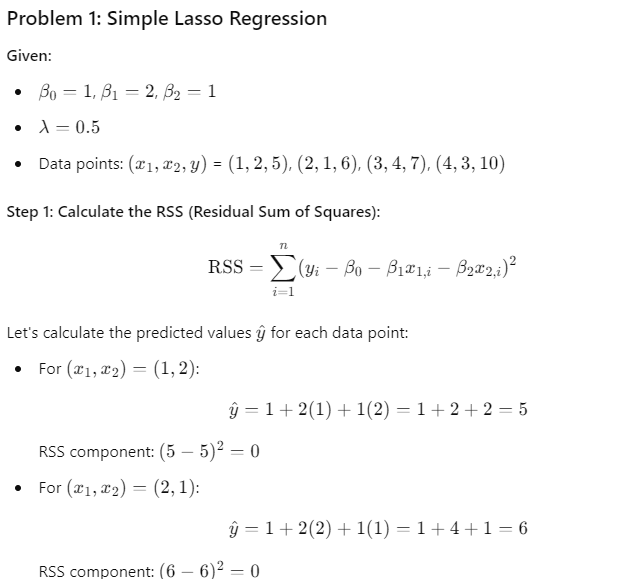 Problem 1: Simple Lasso Regression
Given:
• β₀ = 1, β₁ = 2, β₂ = 1
• λ = 0.5
• Data points: (x₁, x₂, y) = (1, 2, 5), (2, 1, 6), (3, 4, 7), (4, 3, 10)
Step 1: Calculate the RSS (Residual Sum of Squares):
RSS = ∑ⁿᵢ₌₁ (yᵢ − β₀ − β₁x₁,ᵢ − β₂x₂,ᵢ)²
Let's calculate the predicted values ŷ for each data point:
• For (x₁, x₂) = (1, 2):
ŷ = 1 + 2(1) + 1(2) = 1 + 2 + 2 = 5
RSS component: (5 − 5)² = 0
• For (x₁, x₂) = (2, 1):
ŷ = 1 + 2(2) + 1(1) = 1 + 4 + 1 = 6
RSS component: (6 − 6)² = 0